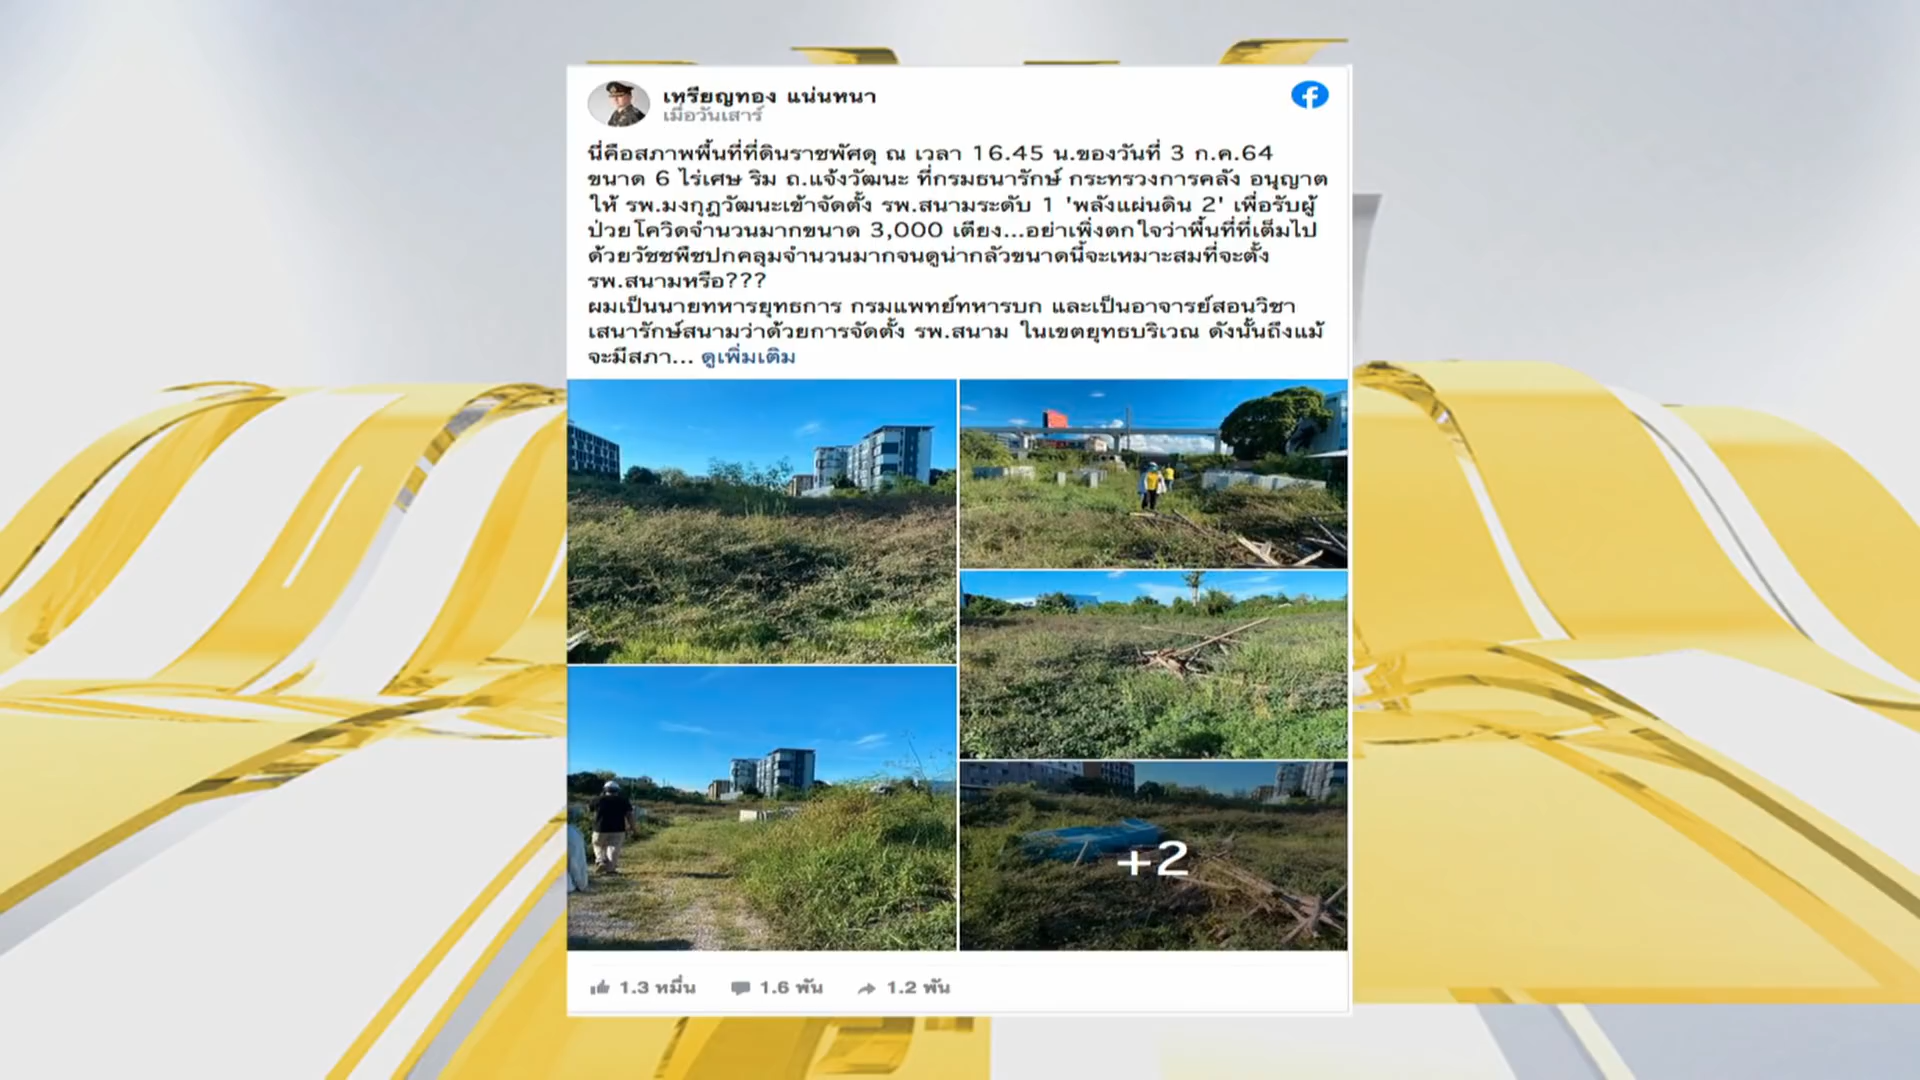 เหรียญทอง แน่นหนา
เมื่อวันเสาร์
นี่คือสภาพพื้นที่ที่ดินราชพัศดุ ณ เวลา 16.45 น.ของวันที่ 3 ก.ค.64
ขนาด 6 ไร่เศษ ริม ถ.แจ้งวัฒนะ ที่กรมธนารักษ์ กระทรวงการคลัง อนุญาต
ให้ รพ.มงกุฎวัฒนะเข้าจัดตั้ง รพ.สนามระดับ 1 'พลังแผ่นดิน 2' เพื่อรับผู้
ป่วยโควิดจำนวนมากขนาด 3,000 เตียง...อย่าเพิ่งตกใจว่าพื้นที่ที่เต็มไป
ด้วยวัชชพืชปกคลุมจำนวนมากจนดูน่ากลัวขนาดนี้จะเหมาะสมที่จะตั้ง
รพ.สนามหรือ???
ผมเป็นนายทหารยุทธการ กรมแพทย์ทหารบก และเป็นอาจารย์สอนวิชา
เสนารักษ์สนามว่าด้วยการจัดตั้ง รพ.สนาม ในเขตยุทธบริเวณ ดังนั้นถึงแม้
จะมีสภา... ดูเพิ่มเติม
+2
1.3 หมื่น 1.6 พัน 1.2 พัน